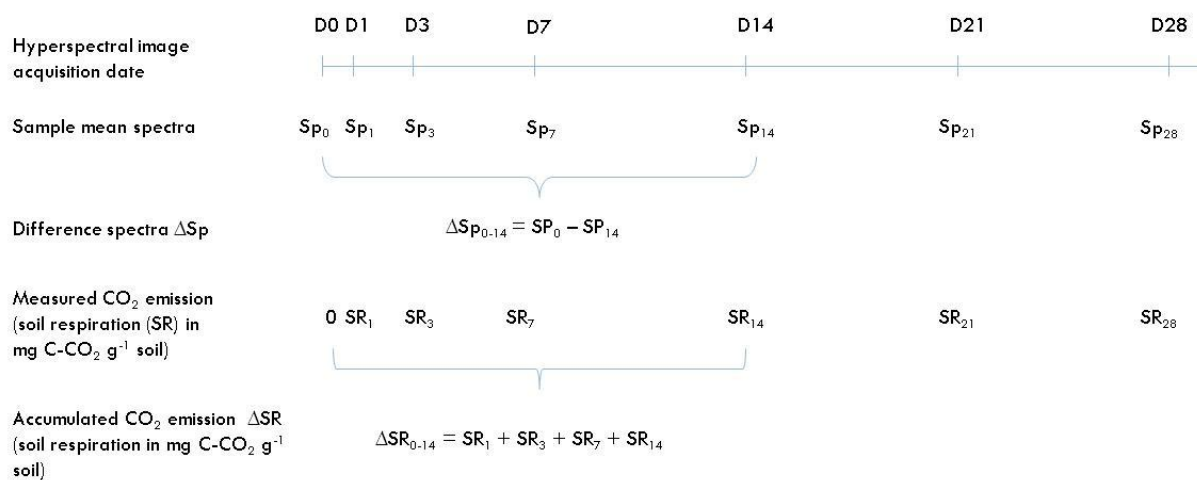 D0 D1 D3 D7 D14 D21 D28
Hyperspectral image
acquisition date
Sample mean spectra Sp₀ Sp₁ Sp₃ Sp₇ Sp₁₄ Sp₂₁ Sp₂₈
Difference spectra ΔSp ΔSp₀₋₁₄ = SP₀ – SP₁₄
Measured CO₂ emission
(soil respiration (SR) in 0 SR₁ SR₃ SR₇ SR₁₄ SR₂₁ SR₂₈
mg C-CO₂ g⁻¹ soil)
Accumulated CO₂ emission ΔSR
(soil respiration in mg C-CO₂ g⁻¹ ΔSR₀₋₁₄ = SR₁ + SR₃ + SR₇ + SR₁₄
soil)